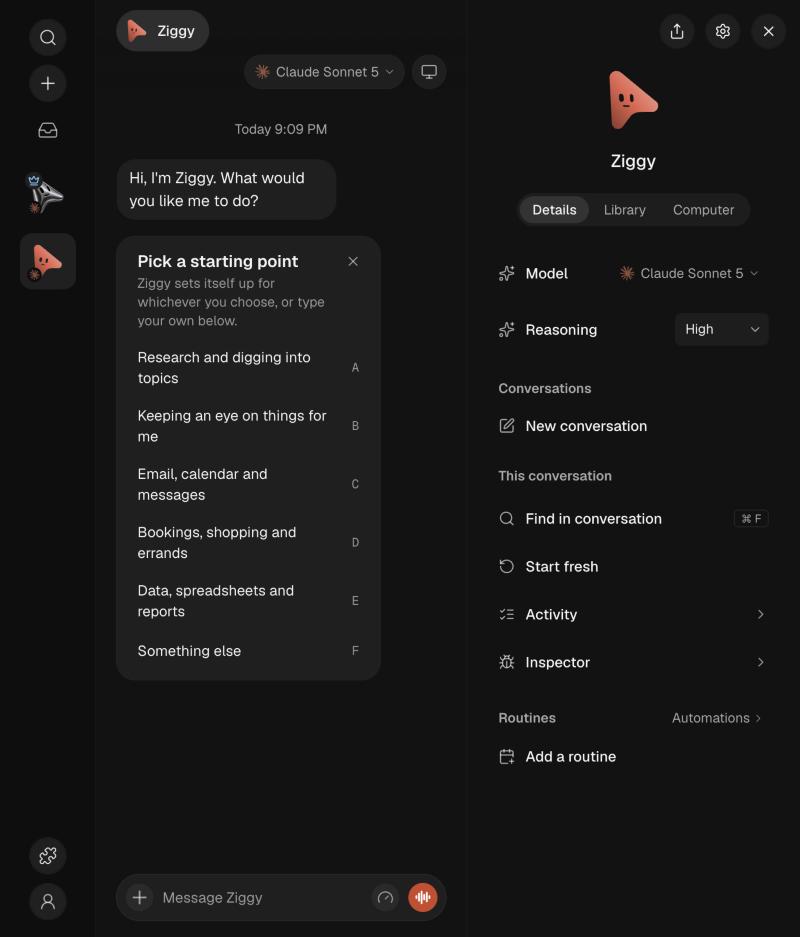 Ziggy
Claude Sonnet 5
Today 9:09 PM
Hi, I'm Ziggy. What would
you like me to do?
Pick a starting point
Ziggy sets itself up for
whichever you choose, or type
your own below.
Research and digging into
topics
A
Keeping an eye on things for
me
B
Email, calendar and
messages
C
Bookings, shopping and
errands
D
Data, spreadsheets and
reports
E
Something else
F
Message Ziggy
Ziggy
Details
Library
Computer
Model
Claude Sonnet 5
Reasoning
High
Conversations
New conversation
This conversation
Find in conversation
⌘ F
Start fresh
Activity
Inspector
Routines
Automations
Add a routine